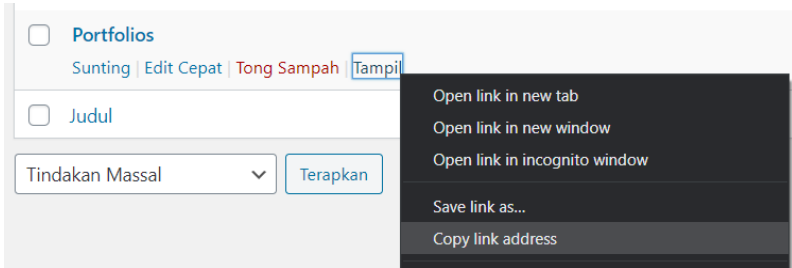 Portfolios
Sunting | Edit Cepat | Tong Sampah | Tampil
Judul
Tindakan Massal
Terapkan
Open link in new tab
Open link in new window
Open link in incognito window
Save link as...
Copy link address